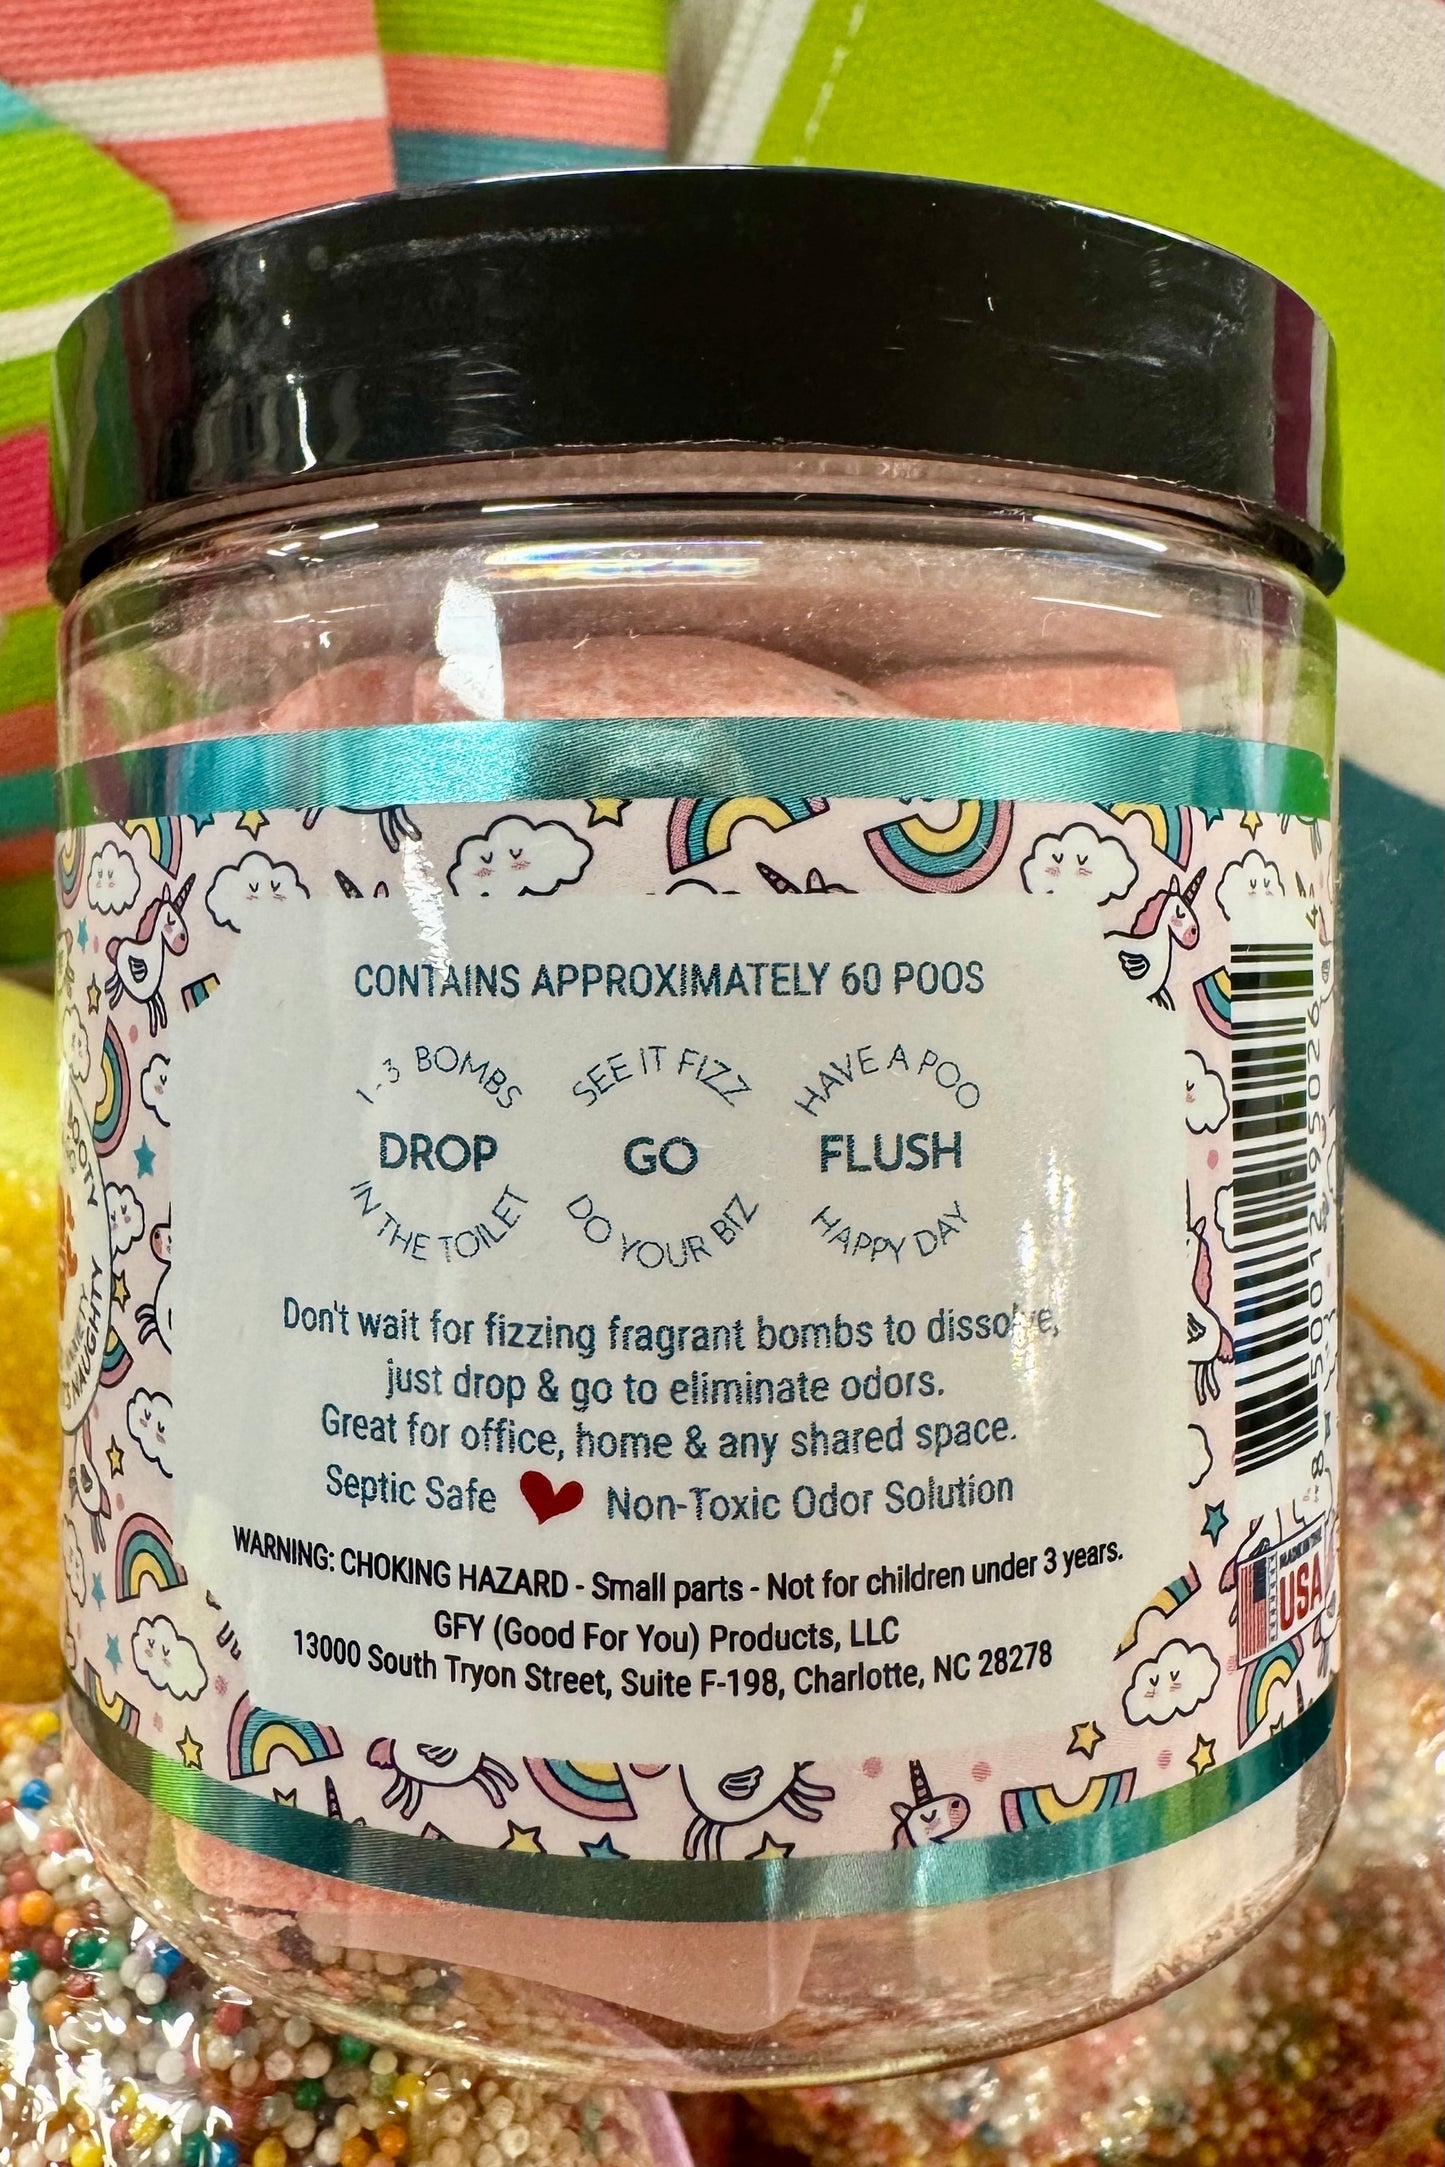 CONTAINS APPROXIMATELY 60 POOS
1-3 BOMBS
DROP
IN THE TOILET
SEE IT FIZZ
GO
DO YOUR BIZ
HAVE A POO
FLUSH
HAPPY DAY
Don't wait for fizzing fragrant bombs to dissolve,
just drop & go to eliminate odors.
Great for office, home & any shared space.
Septic Safe Non-Toxic Odor Solution
WARNING: CHOKING HAZARD - Small parts - Not for children under 3 years.
GFY (Good For You) Products, LLC
13000 South Tryon Street, Suite F-198, Charlotte, NC 28278
NAUGHTY
MADE IN THE
USA